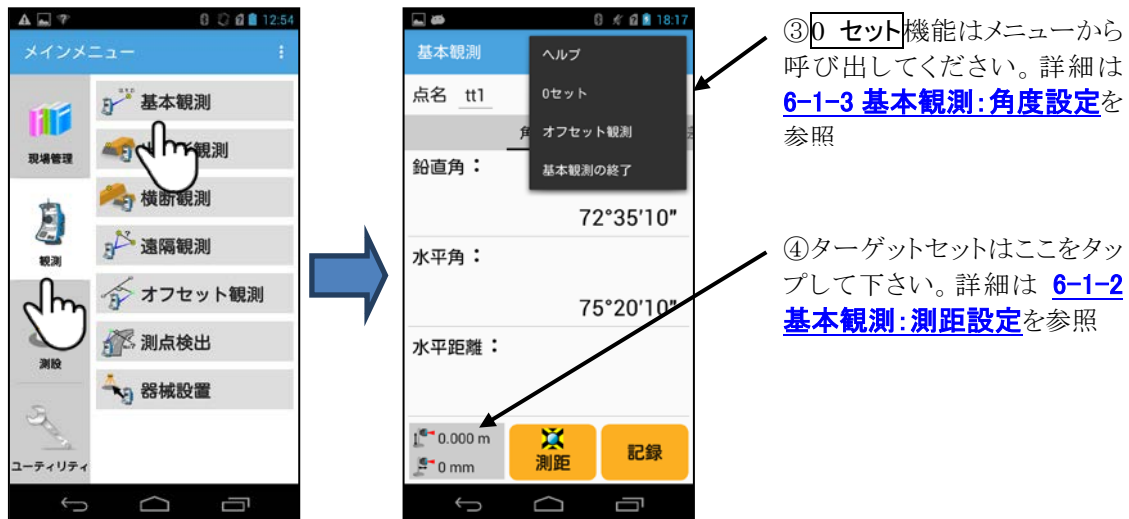 12:54
メインメニュー
現場管理
観測
測設
ユーティリティ
基本観測
観測
横断観測
遠隔観測
オフセット観測
測点検出
器械設置
18:17
基本観測
ヘルプ
0セット
オフセット観測
基本観測の終了
点名 tt1
鉛直角：
72°35'10"
水平角：
75°20'10"
水平距離：
0.000 m
0 mm
測距
記録
③0 セット機能はメニューから
呼び出してください。詳細は
6-1-3 基本観測：角度設定を
参照
④ターゲットセットはここをタッ
プして下さい。詳細は 6-1-2
基本観測：測距設定を参照